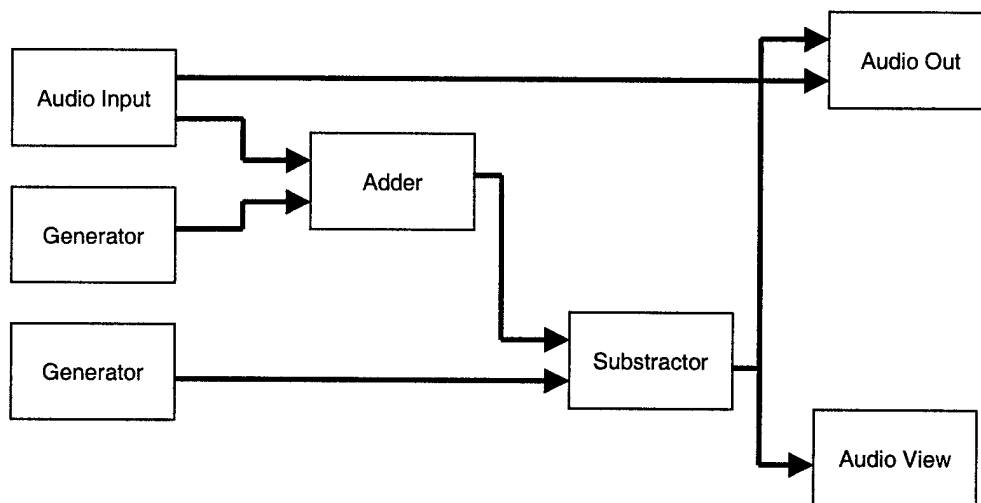 Audio Out
Audio Input
Adder
Generator
Generator
Substractor
Audio View